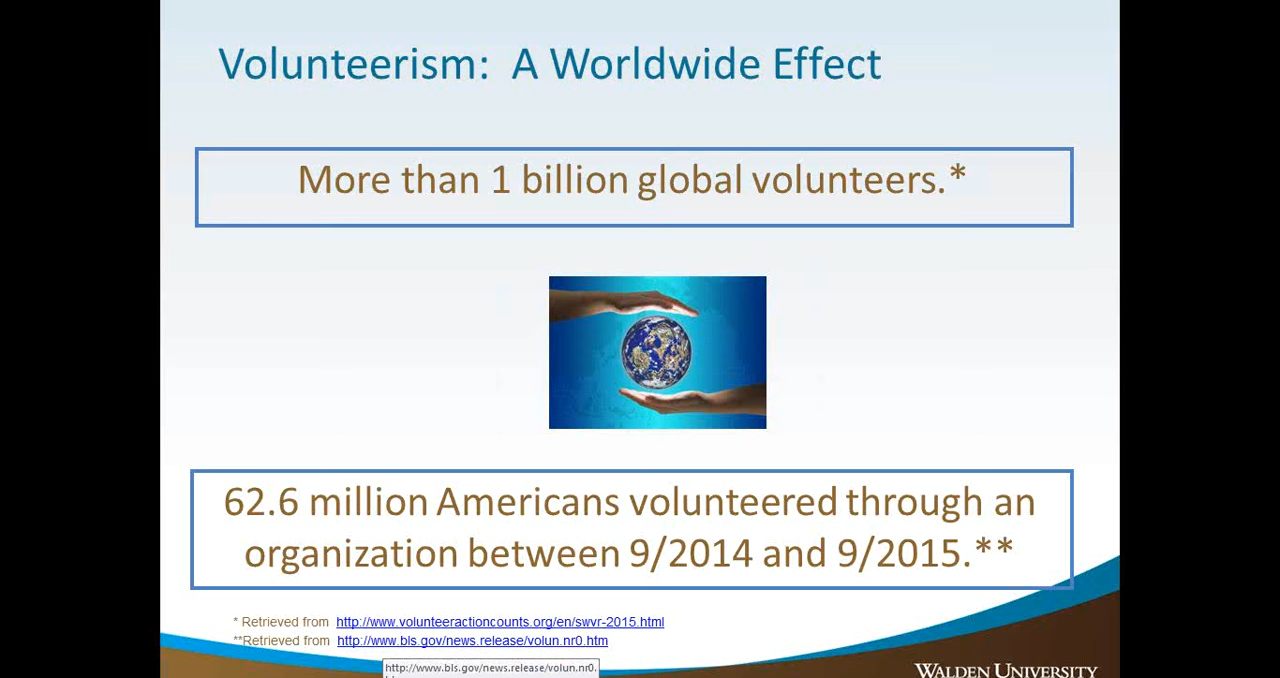 Volunteerism:  A Worldwide Effect
More than 1 billion global volunteers.*
62.6 million Americans volunteered through an
organization between 9/2014 and 9/2015.**
* Retrieved from  http://www.volunteeractioncounts.org/en/swvr-2015.html
**Retrieved from  http://www.bls.gov/news.release/volun.nr0.htm
http://www.bls.gov/news.release/volun.nr0.
WALDEN UNIVERSITY